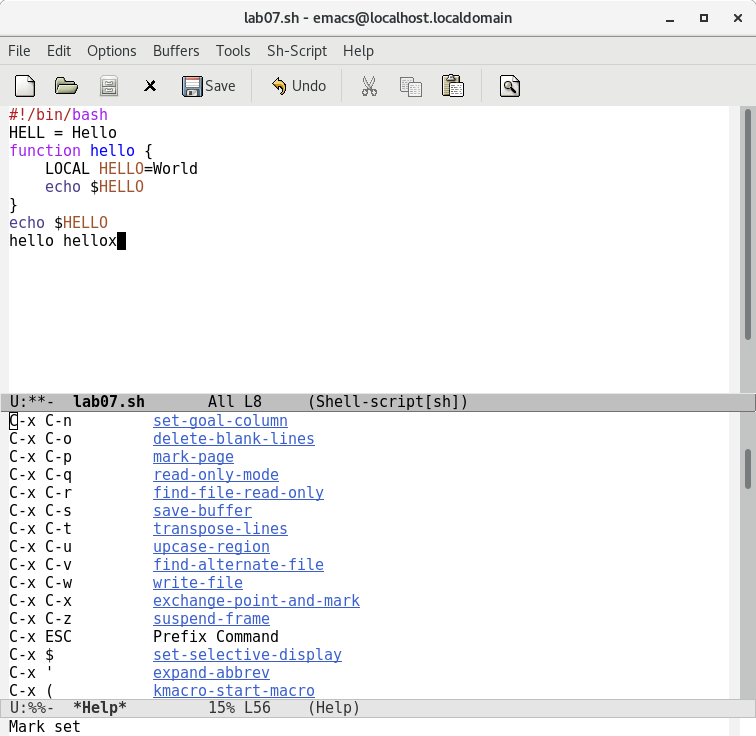 lab07.sh - emacs@localhost.localdomain
File Edit Options Buffers Tools Sh-Script Help
Save Undo
#!/bin/bash
HELL = Hello
function hello {
    LOCAL HELLO=World
    echo $HELLO
}
echo $HELLO
hello hellox
U:**-  lab07.sh       All L8     (Shell-script[sh])
C-x C-n         set-goal-column
C-x C-o         delete-blank-lines
C-x C-p         mark-page
C-x C-q         read-only-mode
C-x C-r         find-file-read-only
C-x C-s         save-buffer
C-x C-t         transpose-lines
C-x C-u         upcase-region
C-x C-v         find-alternate-file
C-x C-w         write-file
C-x C-x         exchange-point-and-mark
C-x C-z         suspend-frame
C-x ESC         Prefix Command
C-x $           set-selective-display
C-x '           expand-abbrev
C-x (           kmacro-start-macro
U:%%-  *Help*         15% L56    (Help)
Mark set